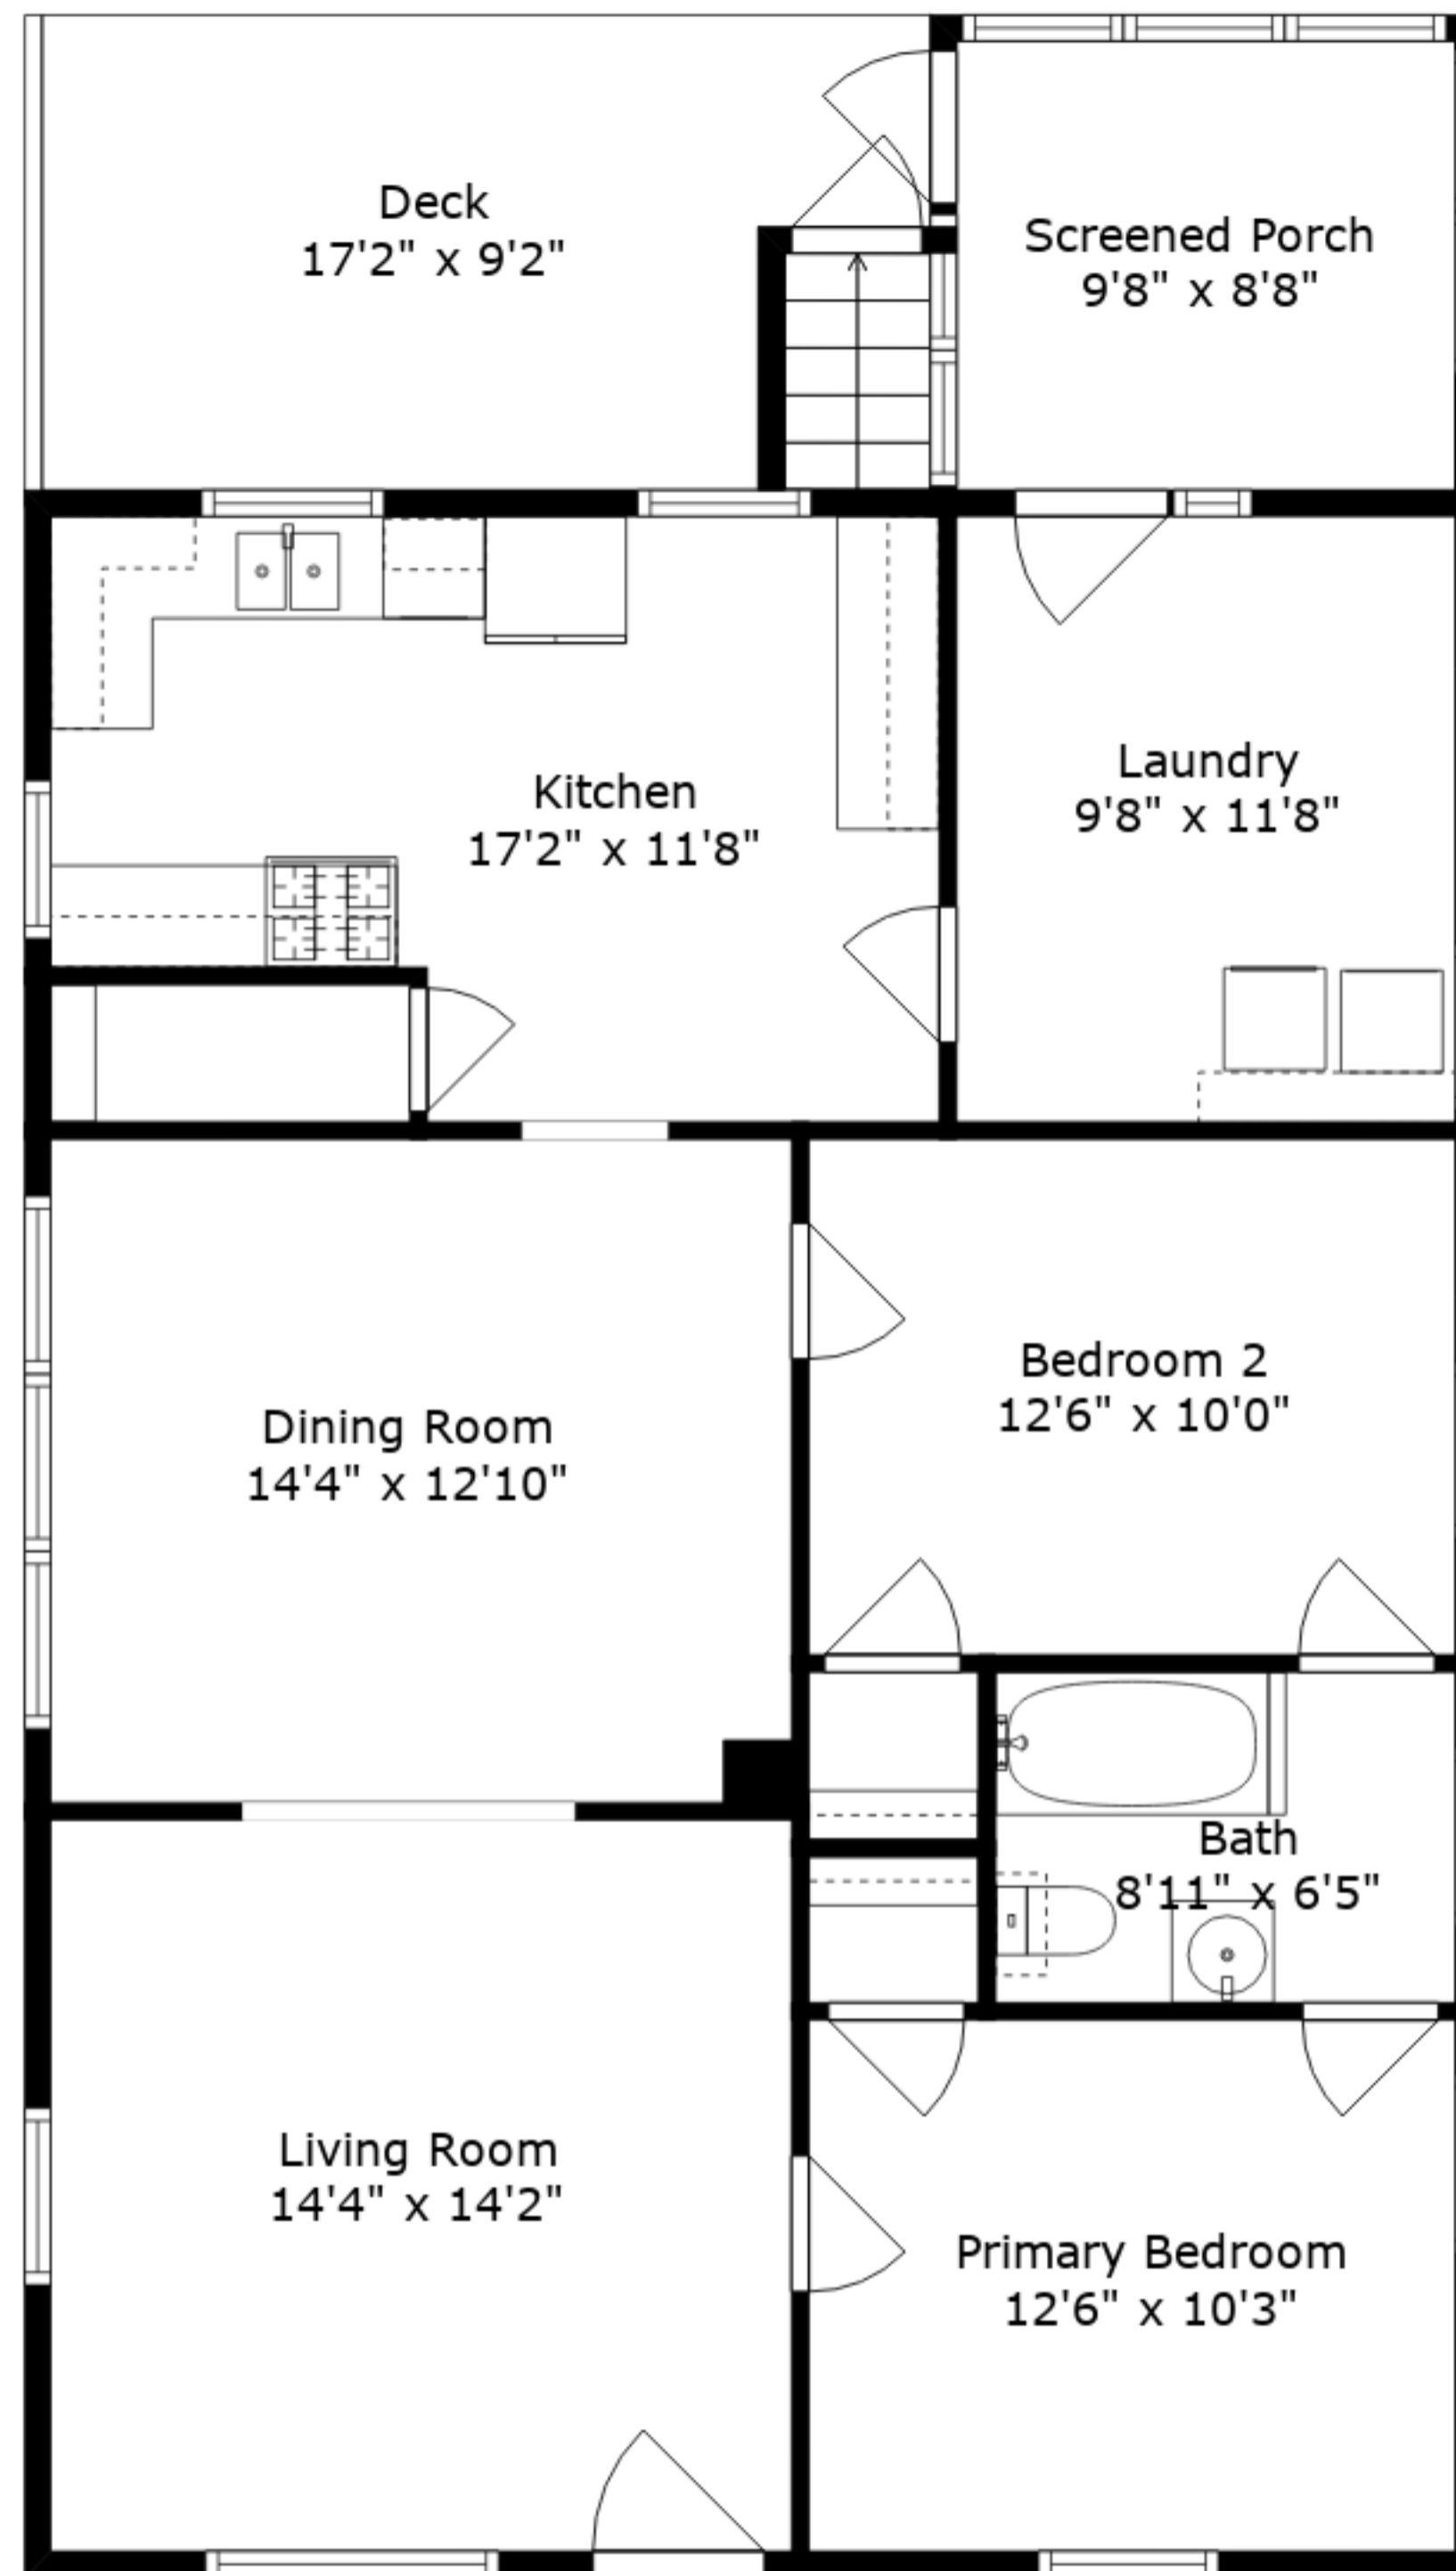 Deck
17'2" x 9'2"
Screened Porch
9'8" x 8'8"
Kitchen
17'2" x 11'8"
Laundry
9'8" x 11'8"
Dining Room
14'4" x 12'10"
Bedroom 2
12'6" x 10'0"
Bath
8'11" x 6'5"
Living Room
14'4" x 14'2"
Primary Bedroom
12'6" x 10'3"